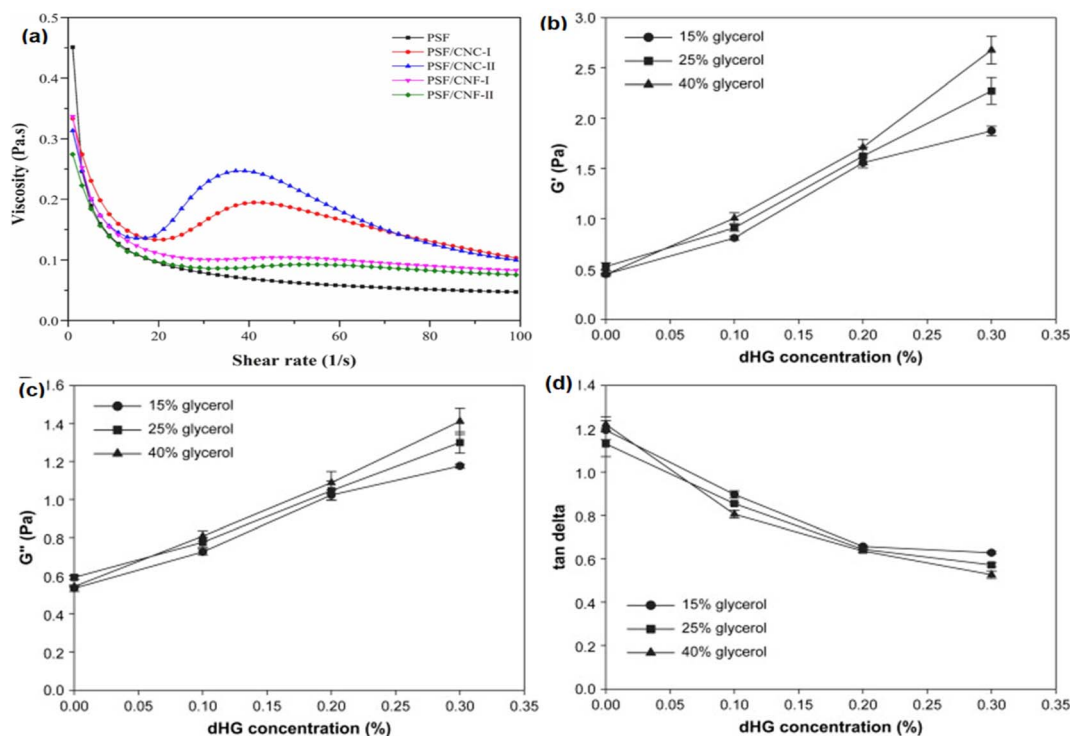 (a)
PSF
PSF/CNC-I
PSF/CNC-II
PSF/CNF-I
PSF/CNF-II
0.5
0.4
0.3
0.2
0.1
0.0
Viscosity (Pa.s)
0 20 40 60 80 100
Shear rate (1/s)
(b)
15% glycerol
25% glycerol
40% glycerol
3.0
2.5
2.0
1.5
1.0
0.5
0.0
G' (Pa)
0.00 0.05 0.10 0.15 0.20 0.25 0.30 0.35
dHG concentration (%)
(c)
15% glycerol
25% glycerol
40% glycerol
1.6
1.4
1.2
1.0
0.8
0.6
0.4
0.2
0.0
G" (Pa)
0.00 0.05 0.10 0.15 0.20 0.25 0.30 0.35
dHG concentration (%)
(d)
1.4
1.2
1.0
0.8
0.6
0.4
0.2
0.0
tan delta
15% glycerol
25% glycerol
40% glycerol
0.00 0.05 0.10 0.15 0.20 0.25 0.30 0.35
dHG concentration (%)